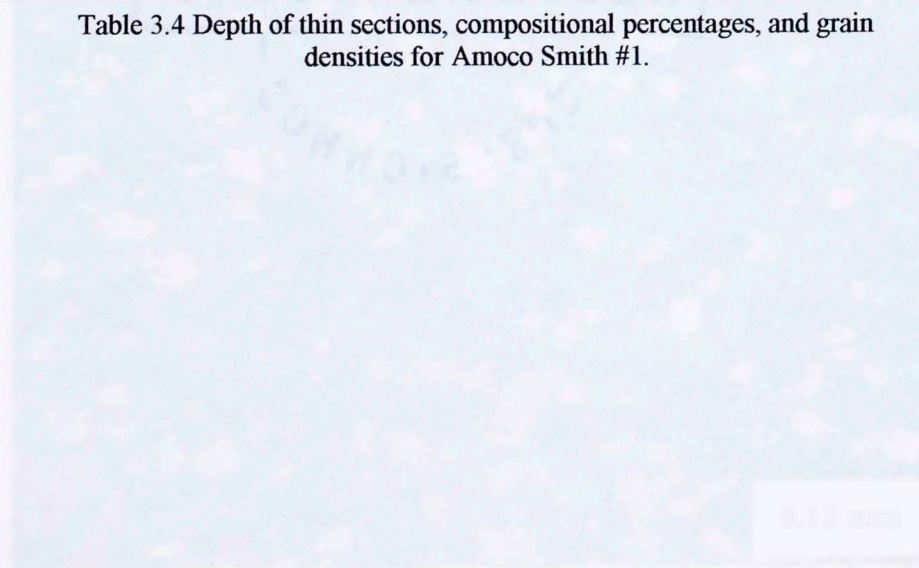 Table 3.4 Depth of thin sections, compositional percentages, and grain
densities for Amoco Smith #1.